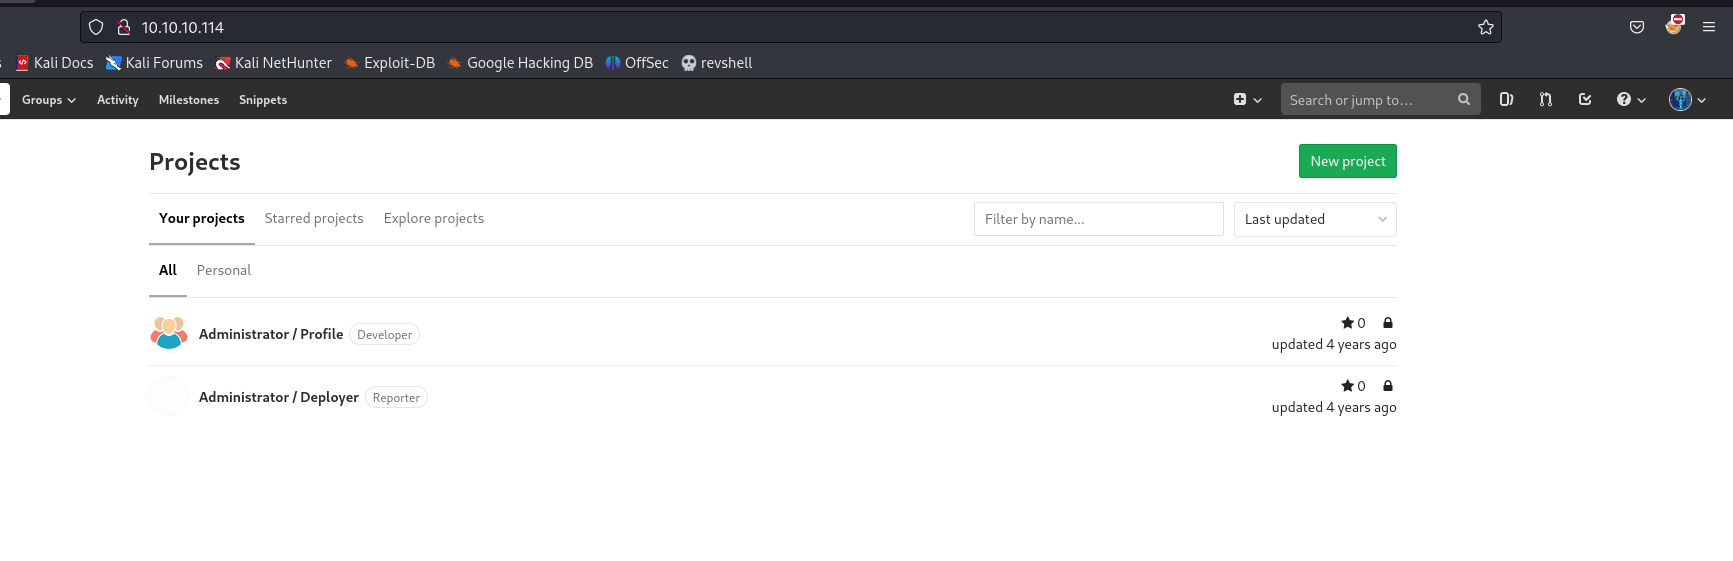 10.10.10.114
Kali Docs Kali Forums Kali NetHunter Exploit-DB Google Hacking DB OffSec revshell
Groups Activity Milestones Snippets Search or jump to...
Projects New project
Your projects Starred projects Explore projects Filter by name... Last updated
All Personal
Administrator / Profile Developer 0
updated 4 years ago
Administrator / Deployer Reporter 0
updated 4 years ago